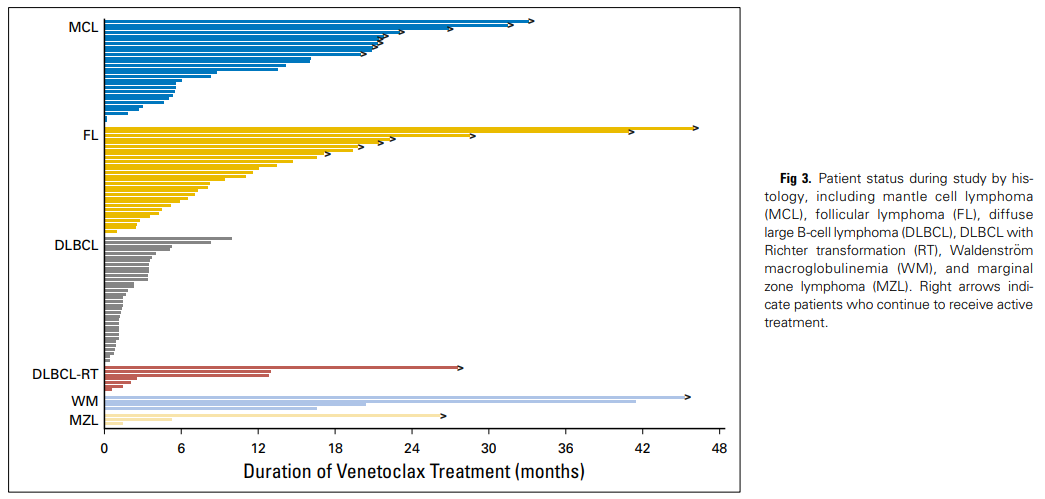 MCL
FL
DLBCL
DLBCL-RT
WM
MZL
0 6 12 18 24 30 36 42 48
Duration of Venetoclax Treatment (months)
Fig 3. Patient status during study by his-
tology, including mantle cell lymphoma
(MCL), follicular lymphoma (FL), diffuse
large B-cell lymphoma (DLBCL), DLBCL with
Richter transformation (RT), Waldenström
macroglobulinemia (WM), and marginal
zone lymphoma (MZL). Right arrows indi-
cate patients who continue to receive active
treatment.